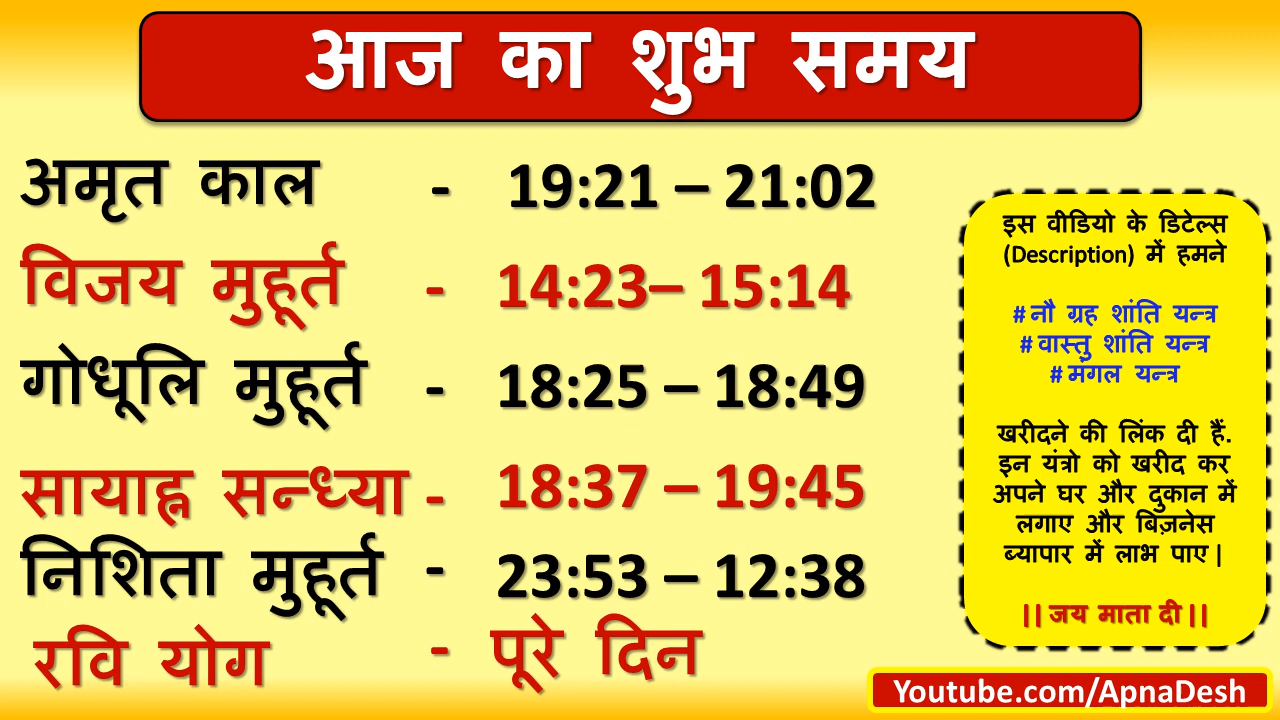 आज का शुभ समय
अमृत काल - 19:21 – 21:02
विजय मुहूर्त - 14:23– 15:14
गोधूलि मुहूर्त - 18:25 – 18:49
सायाह्न सन्ध्या - 18:37 – 19:45
निशिता मुहूर्त - 23:53 – 12:38
रवि योग - पूरे दिन
इस वीडियो के डिटेल्स
(Description) में हमने
# नौ ग्रह शांति यन्त्र
# वास्तु शांति यन्त्र
# मंगल यन्त्र
खरीदने की लिंक दी हैं.
इन यंत्रो को खरीद कर
अपने घर और दुकान में
लगाए और बिज़नेस
ब्यापार में लाभ पाए |
|| जय माता दी ||
Youtube.com/ApnaDesh